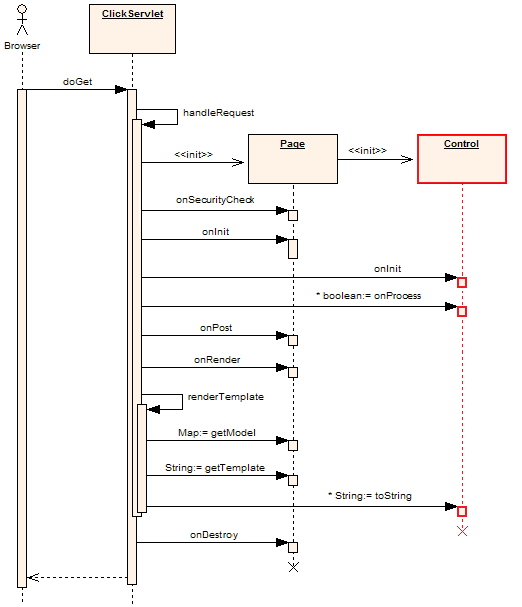 ClickServlet
Browser
doGet
handleRequest
Page
Control
<<init>>
<<init>>
onSecurityCheck
onInit
onInit
* boolean:= onProcess
onPost
onRender
renderTemplate
Map:= getModel
String:= getTemplate
* String:= toString
onDestroy